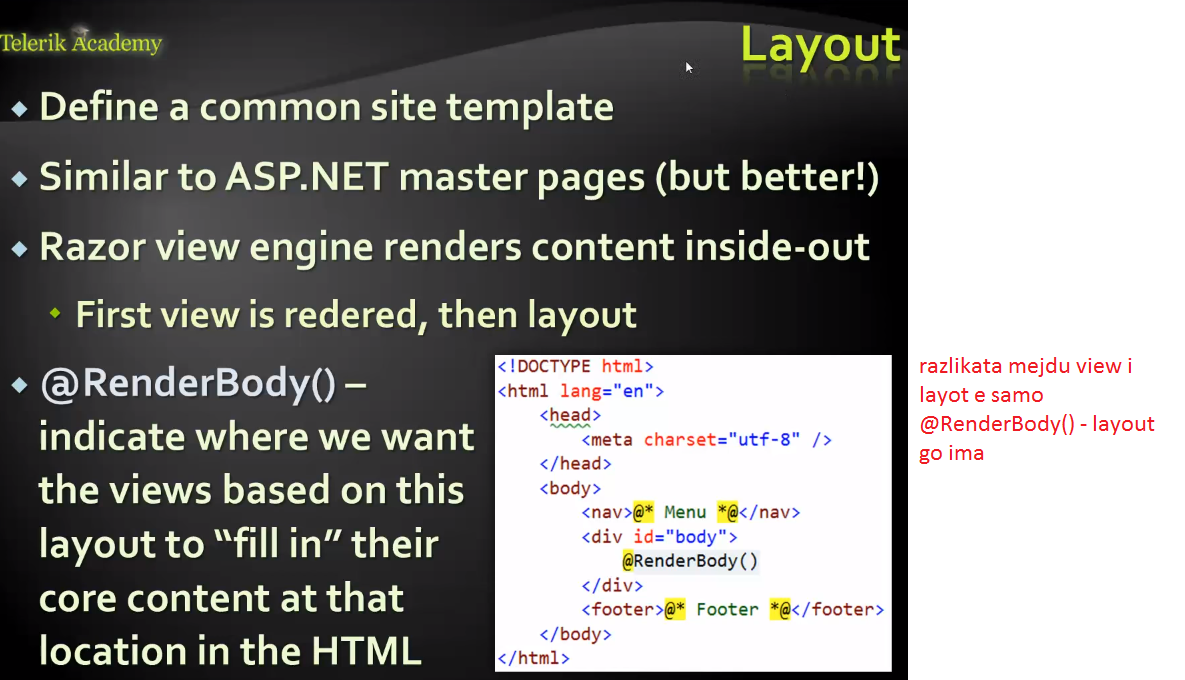 Telerik Academy
Layout
Define a common site template
Similar to ASP.NET master pages (but better!)
Razor view engine renders content inside-out
First view is redered, then layout
@RenderBody() –
indicate where we want
the views based on this
layout to “fill in” their
core content at that
location in the HTML
<!DOCTYPE html>
<html lang="en">
<head>
<meta charset="utf-8" />
</head>
<body>
<nav>@* Menu *@</nav>
<div id="body">
@RenderBody()
</div>
<footer>@* Footer *@</footer>
</body>
</html>
razlikata mejdu view i
layot e samo
@RenderBody() - layout
go ima